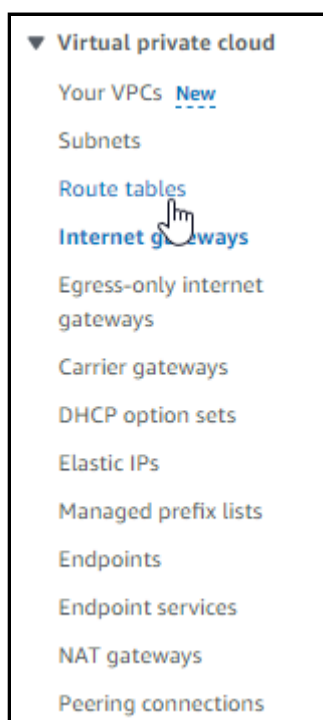 Virtual private cloud
Your VPCs New
Subnets
Route tables
Internet gateways
Egress-only internet
gateways
Carrier gateways
DHCP option sets
Elastic IPs
Managed prefix lists
Endpoints
Endpoint services
NAT gateways
Peering connections